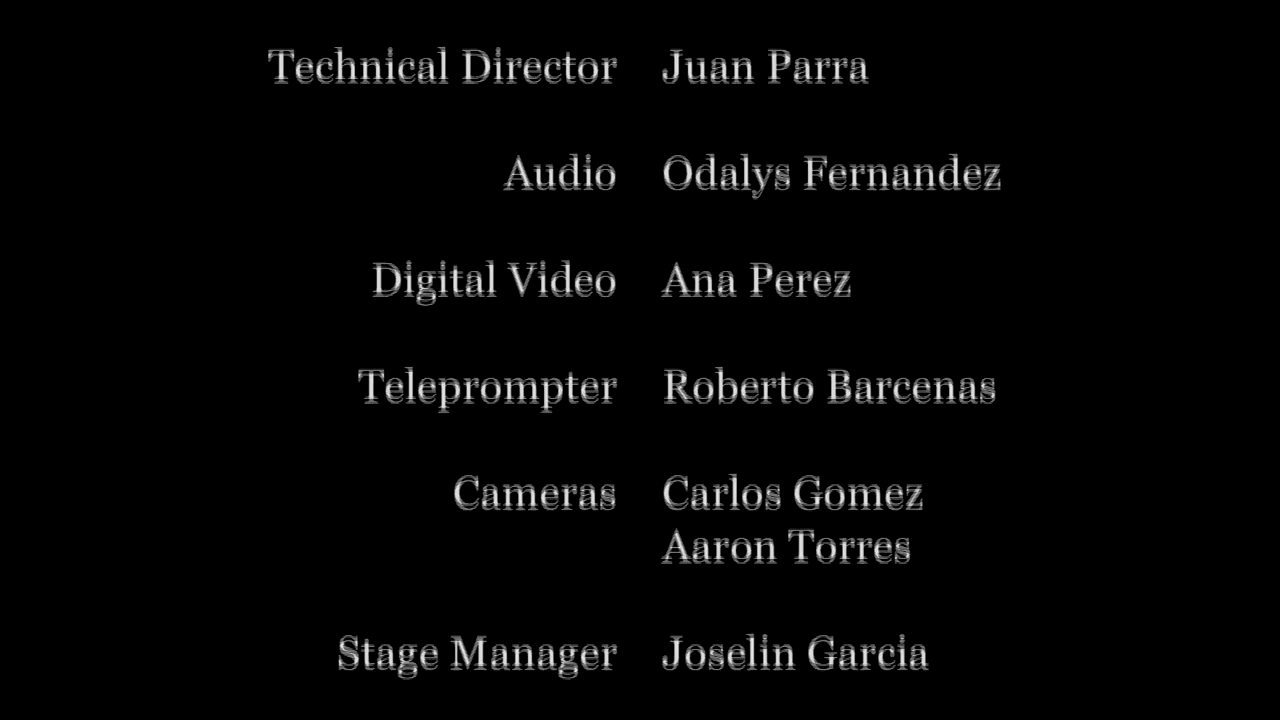 Technical Director Juan Parra
Audio Odalys Fernandez
Digital Video Ana Perez
Teleprompter Roberto Barcenas
Cameras Carlos Gomez
Aaron Torres
Stage Manager Joselin Garcia